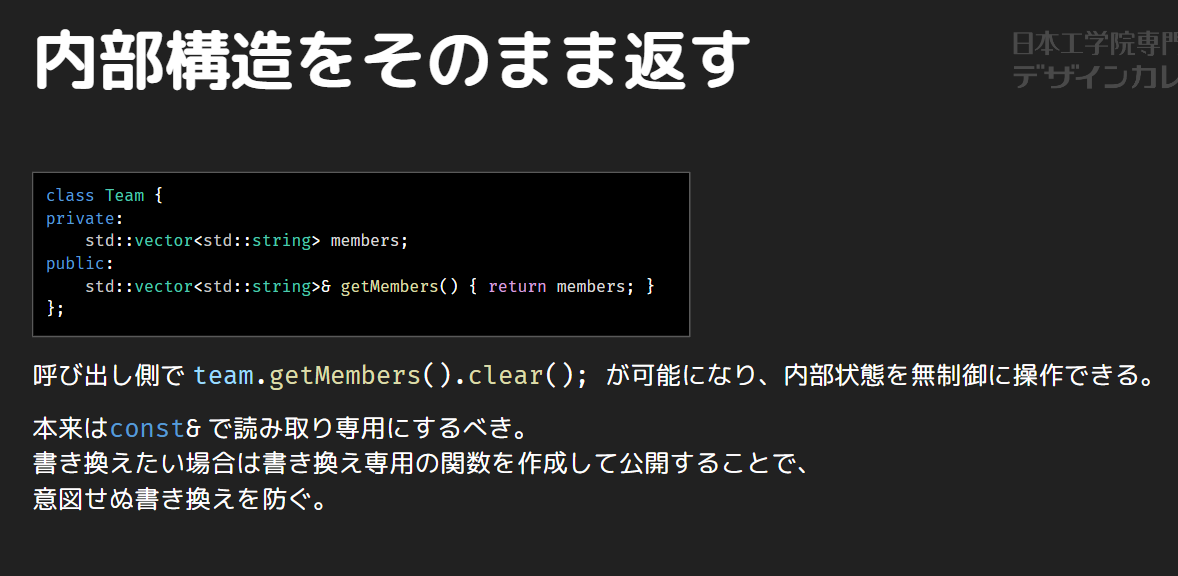 内部構造をそのまま返す
日本工学院専門
デザインカレ
class Team {
private:
    std::vector<std::string> members;
public:
    std::vector<std::string>& getMembers() { return members; }
};
呼び出し側で team.getMembers().clear(); が可能になり、内部状態を無制御に操作できる。
本来はconst& で読み取り専用にするべき。
書き換えたい場合は書き換え専用の関数を作成して公開することで、
意図せぬ書き換えを防ぐ。